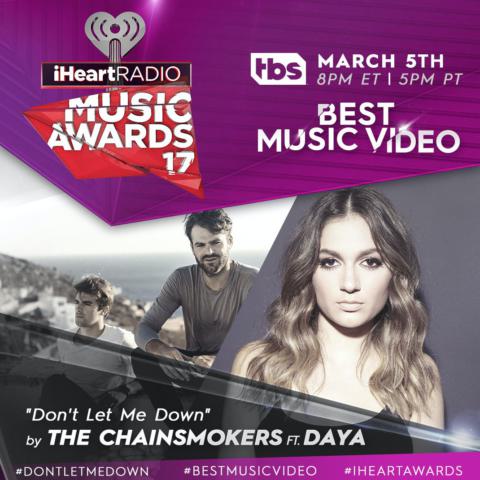 iHeartRADIO
MUSIC
AWARDS
17
tbs
MARCH 5TH
8PM ET | 5PM PT
BEST
MUSIC VIDEO
"Don't Let Me Down"
by THE CHAINSMOKERS FT. DAYA
#DONTLETMEDOWN #BESTMUSICVIDEO #IHEARTAWARDS